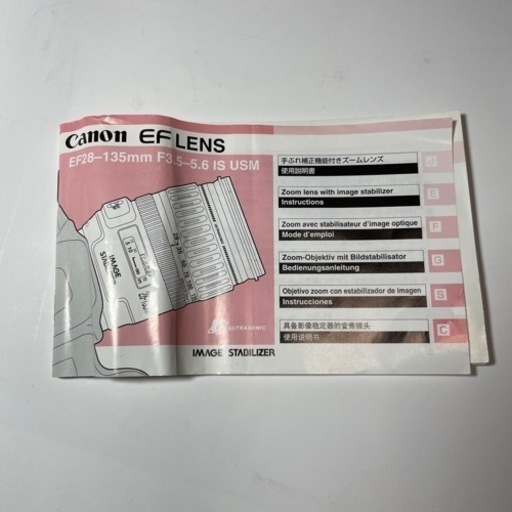 Canon EF LENS
EF28–135mm F3.5–5.6 IS USM
手ぶれ補正機能付きズームレンズ
使用説明書
J
Zoom lens with image stabilizer
Instructions
E
Zoom avec stabilisateur d'image optique
Mode d'emploi
F
Zoom-Objektiv mit Bildstabilisator
Bedienungsanleitung
G
Objetivo zoom con estabilizador de imagen
Instrucciones
S
具备影像稳定器的变焦镜头
使用说明书
C
ULTRASONIC
IMAGE STABILIZER